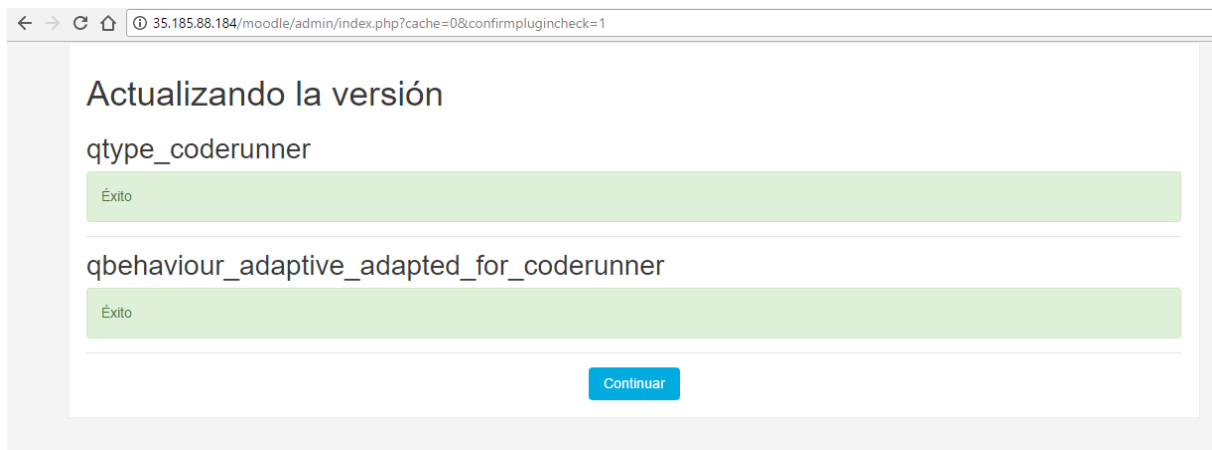 35.185.88.184/moodle/admin/index.php?cache=0&confirmplugincheck=1
Actualizando la versión
qtype_coderunner
Éxito
qbehaviour_adaptive_adapted_for_coderunner
Éxito
Continuar